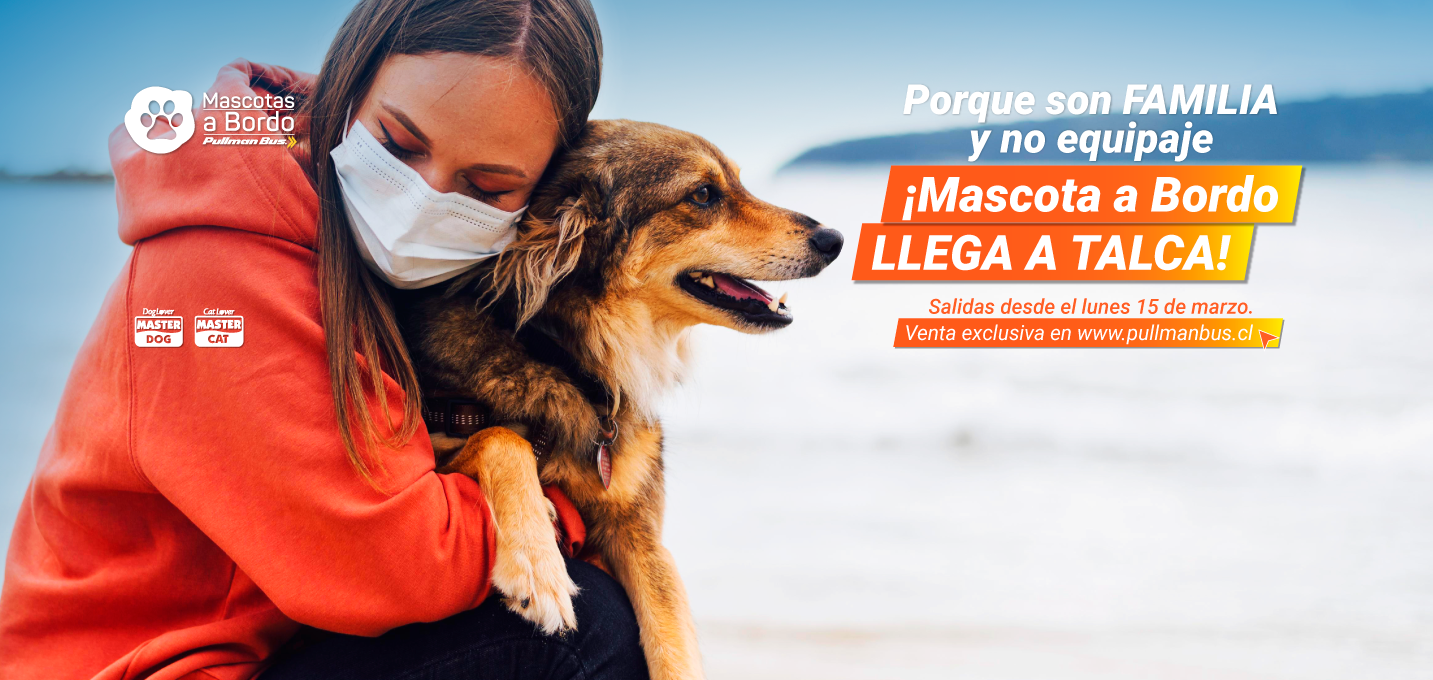 Mascotas
a Bordo
Pullman Bus
Porque son FAMILIA
y no equipaje
¡Mascota a Bordo
LLEGA A TALCA!
Salidas desde el lunes 15 de marzo.
Venta exclusiva en www.pullmanbus.cl
Dog Lover
MASTER
DOG
Cat Lover
MASTER
CAT